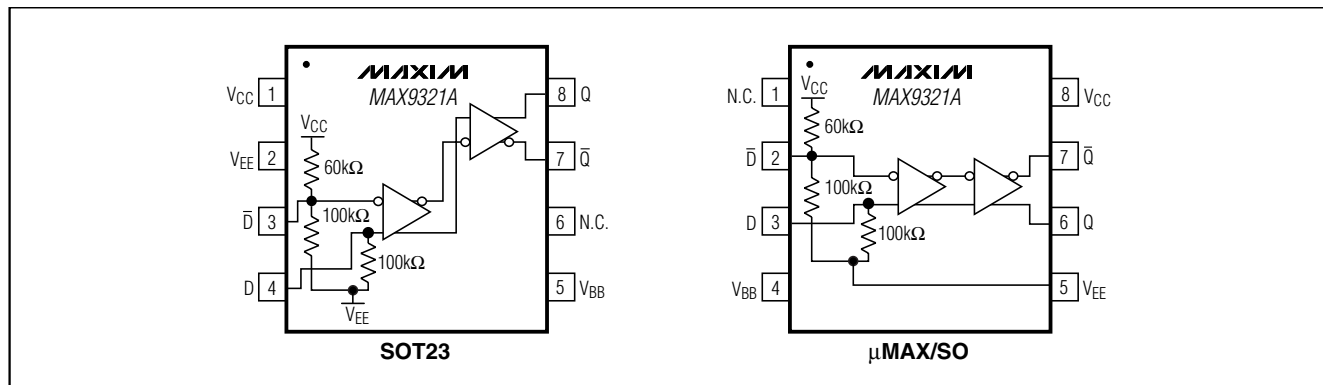 MAXIM
MAX9321A
VCC 1
VEE 2
D̅ 3
D 4
8 Q
7 Q̅
6 N.C.
5 VBB
VCC
60kΩ
100kΩ
100kΩ
VEE
SOT23
MAXIM
MAX9321A
N.C. 1
D̅ 2
D 3
VBB 4
8 VCC
7 Q̅
6 Q
5 VEE
VCC
60kΩ
100kΩ
100kΩ
μMAX/SO